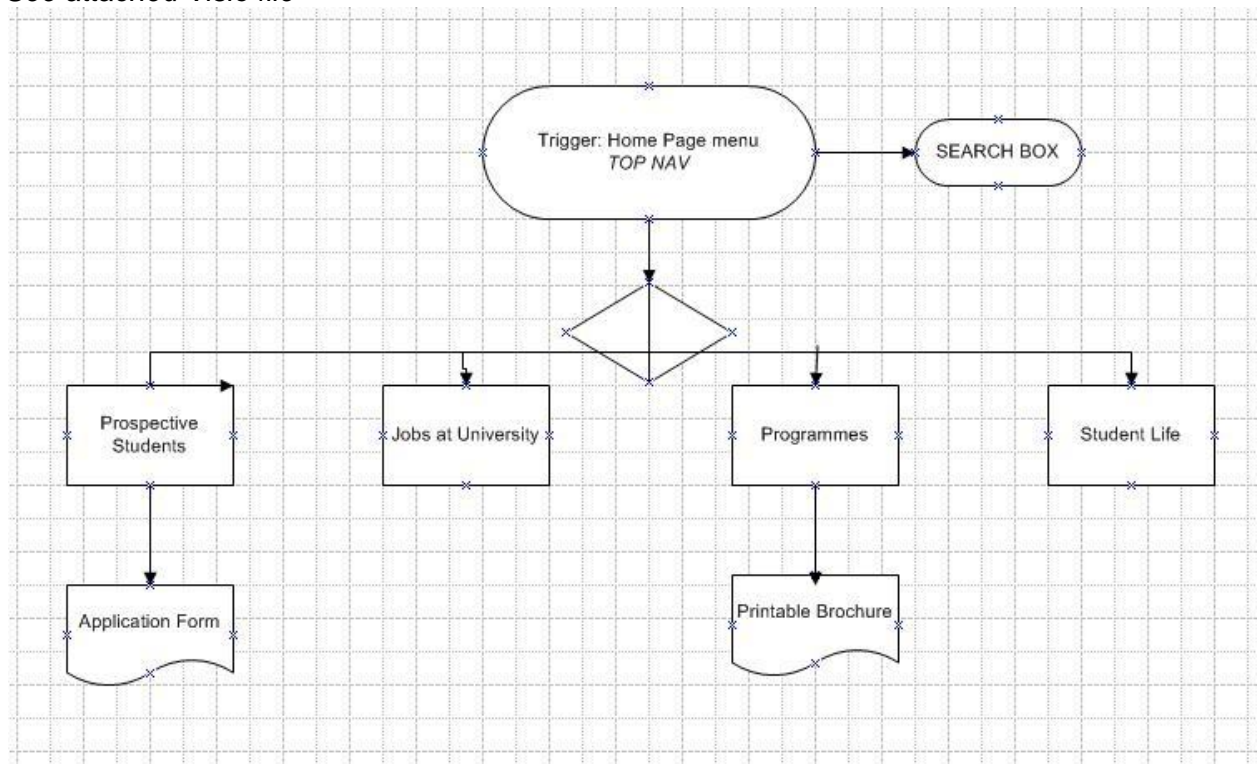 See attached Visio file
Trigger: Home Page menu
TOP NAV
SEARCH BOX
Prospective
Students
Jobs at University
Programmes
Student Life
Application Form
Printable Brochure